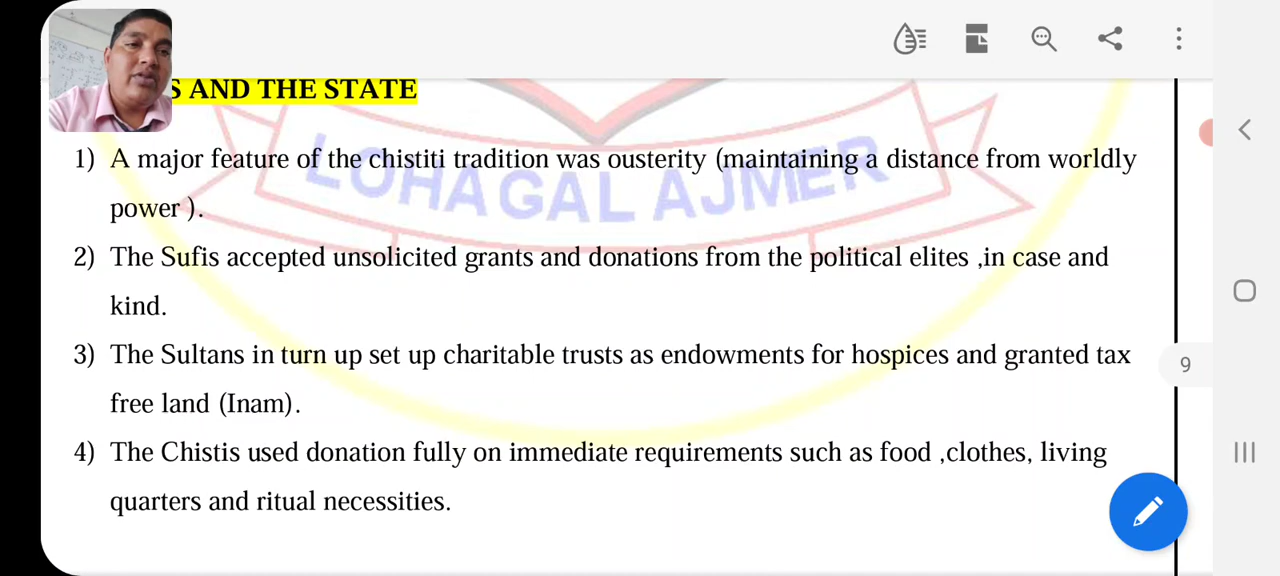 S AND THE STATE
1) A major feature of the chistiti tradition was ousterity (maintaining a distance from worldly
power ).
2) The Sufis accepted unsolicited grants and donations from the political elites ,in case and
kind.
3) The Sultans in turn up set up charitable trusts as endowments for hospices and granted tax
free land (Inam).
4) The Chistis used donation fully on immediate requirements such as food ,clothes, living
quarters and ritual necessities.
LOHAGAL AJMER
9